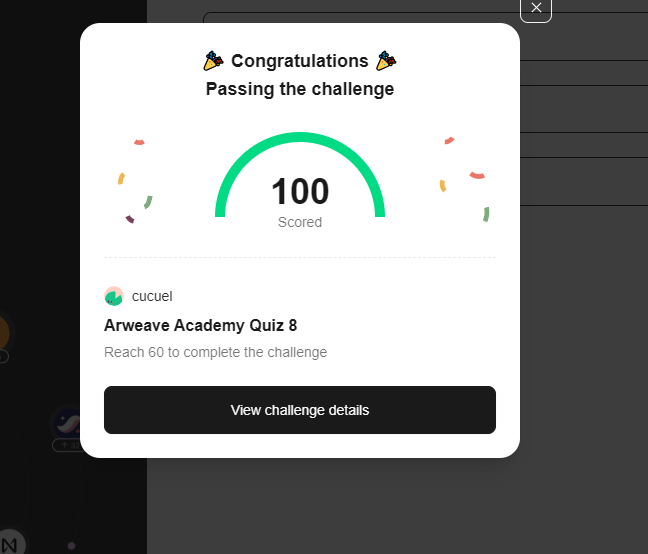 Congratulations
Passing the challenge
100
Scored
cucuel
Arweave Academy Quiz 8
Reach 60 to complete the challenge
View challenge details